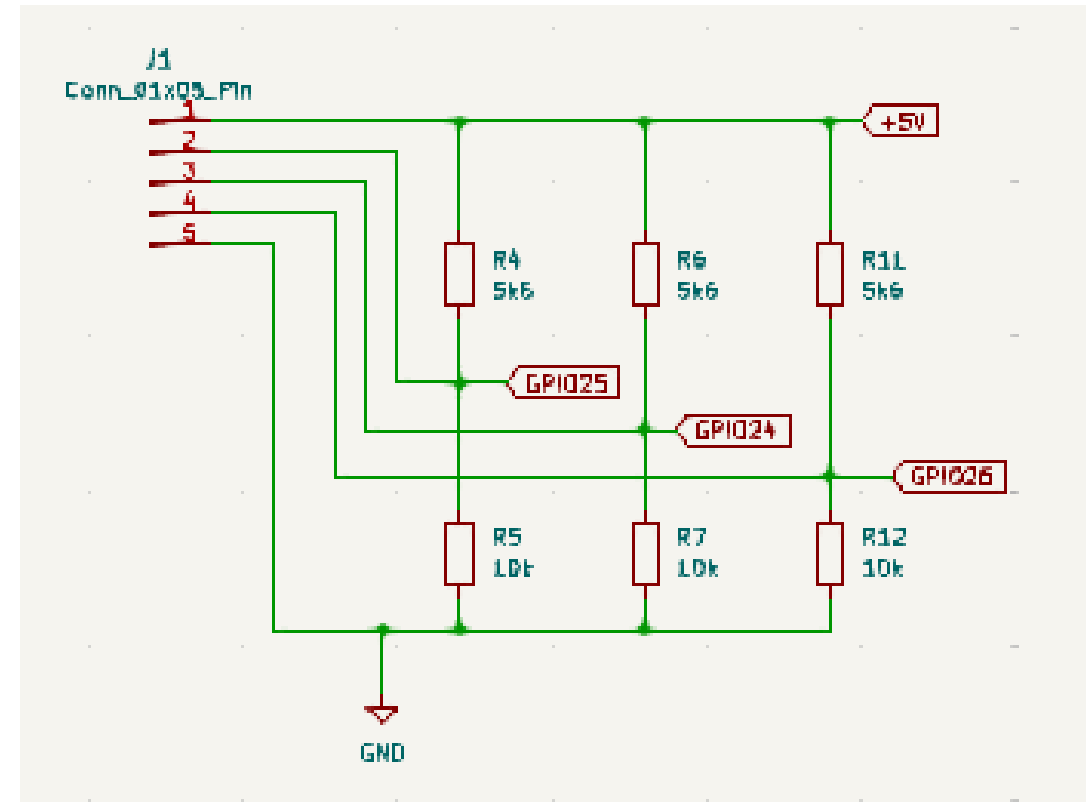 J1
Conn_01x05_Pin
1
2
3
4
5
+5V
R4
5k6
R6
5k6
R11
5k6
GPIO25
GPIO24
GPIO26
R5
10k
R7
10k
R12
10k
GND